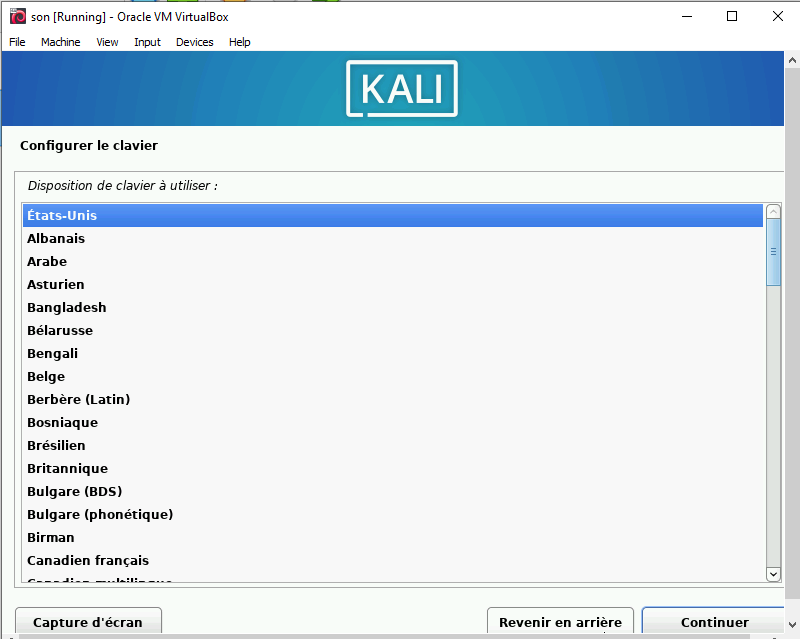 son [Running] - Oracle VM VirtualBox
File Machine View Input Devices Help
KALI
Configurer le clavier
Disposition de clavier à utiliser :
États-Unis
Albanais
Arabe
Asturien
Bangladesh
Bélarusse
Bengali
Belge
Berbère (Latin)
Bosniaque
Brésilien
Britannique
Bulgare (BDS)
Bulgare (phonétique)
Birman
Canadien français
Canadien multilingue
Capture d'écran Revenir en arrière Continuer